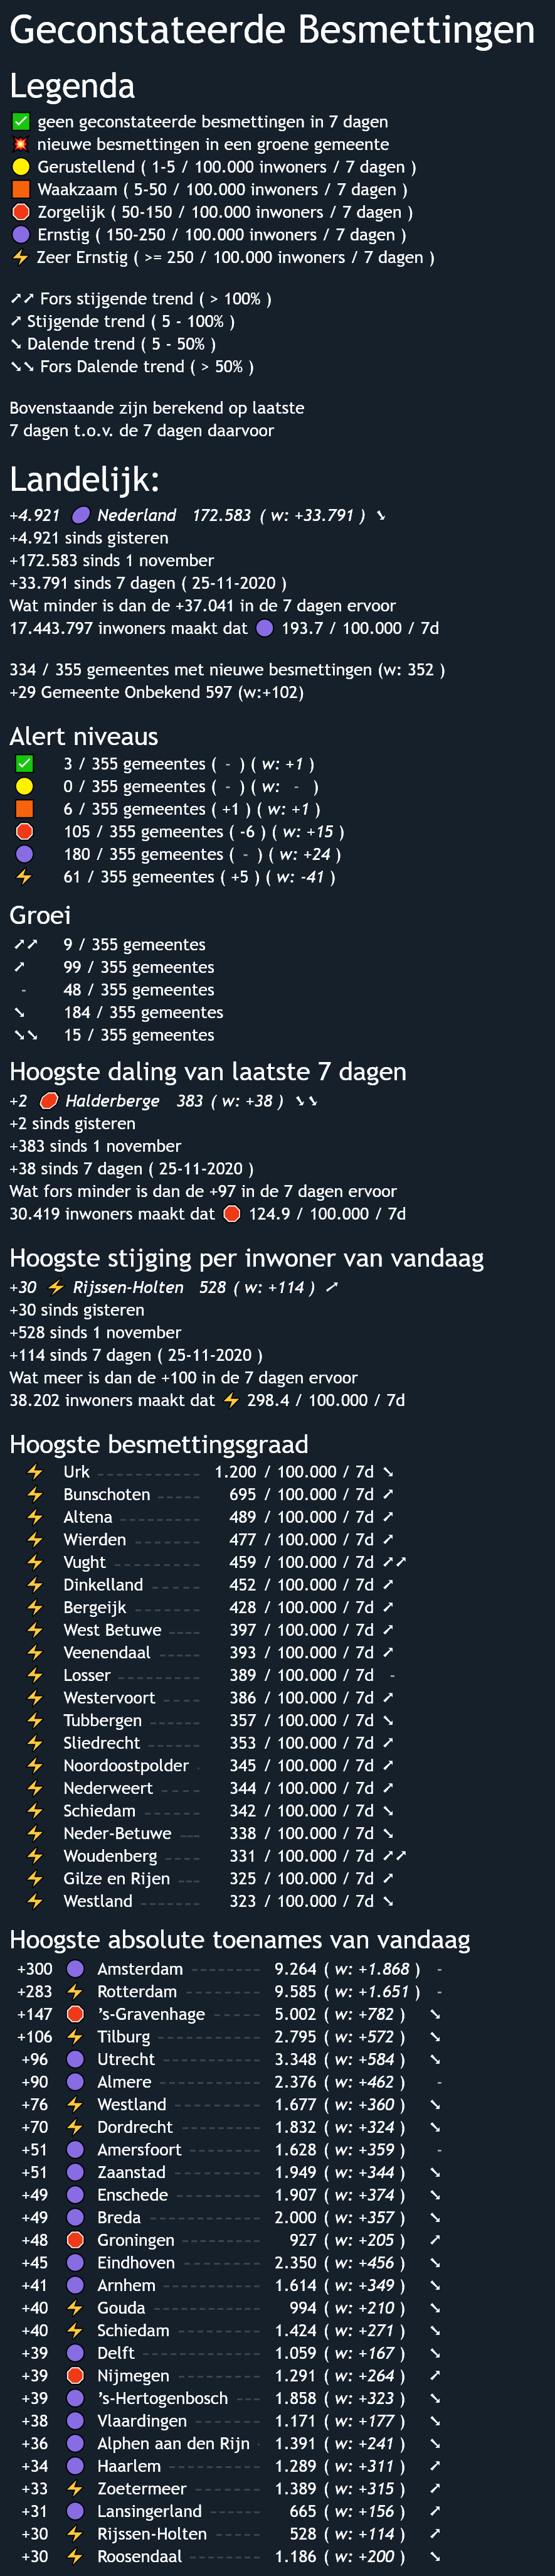 Geconstateerde Besmettingen
Legenda
✅ geen geconstateerde besmettingen in 7 dagen
💥 nieuwe besmettingen in een groene gemeente
🟡 Gerustellend ( 1-5 / 100.000 inwoners / 7 dagen )
🟧 Waakzaam ( 5-50 / 100.000 inwoners / 7 dagen )
🛑 Zorgelijk ( 50-150 / 100.000 inwoners / 7 dagen )
🟣 Ernstig ( 150-250 / 100.000 inwoners / 7 dagen )
⚡ Zeer Ernstig ( >= 250 / 100.000 inwoners / 7 dagen )
➚➚ Fors stijgende trend ( > 100% )
➚ Stijgende trend ( 5 - 100% )
➘ Dalende trend ( 5 - 50% )
➘➘ Fors Dalende trend ( > 50% )
Bovenstaande zijn berekend op laatste
7 dagen t.o.v. de 7 dagen daarvoor
Landelijk:
+4.921 🟣 Nederland 172.583 ( w: +33.791 ) ➘
+4.921 sinds gisteren
+172.583 sinds 1 november
+33.791 sinds 7 dagen ( 25-11-2020 )
Wat minder is dan de +37.041 in de 7 dagen ervoor
17.443.797 inwoners maakt dat 🟣 193.7 / 100.000 / 7d
334 / 355 gemeentes met nieuwe besmettingen (w: 352 )
+29 Gemeente Onbekend 597 (w:+102)
Alert niveaus
✅ 3 / 355 gemeentes ( - ) ( w: +1 )
🟡 0 / 355 gemeentes ( - ) ( w: - )
🟧 6 / 355 gemeentes ( +1 ) ( w: +1 )
🛑 105 / 355 gemeentes ( -6 ) ( w: +15 )
🟣 180 / 355 gemeentes ( - ) ( w: +24 )
⚡ 61 / 355 gemeentes ( +5 ) ( w: -41 )
Groei
➚➚ 9 / 355 gemeentes
➚ 99 / 355 gemeentes
- 48 / 355 gemeentes
➘ 184 / 355 gemeentes
➘➘ 15 / 355 gemeentes
Hoogste daling van laatste 7 dagen
+2 🛑 Halderberge 383 ( w: +38 ) ➘➘
+2 sinds gisteren
+383 sinds 1 november
+38 sinds 7 dagen ( 25-11-2020 )
Wat fors minder is dan de +97 in de 7 dagen ervoor
30.419 inwoners maakt dat 🛑 124.9 / 100.000 / 7d
Hoogste stijging per inwoner van vandaag
+30 ⚡ Rijssen-Holten 528 ( w: +114 ) ➚
+30 sinds gisteren
+528 sinds 1 november
+114 sinds 7 dagen ( 25-11-2020 )
Wat meer is dan de +100 in de 7 dagen ervoor
38.202 inwoners maakt dat ⚡ 298.4 / 100.000 / 7d
Hoogste besmettingsgraad
⚡ Urk 1.200 / 100.000 / 7d ➘
⚡ Bunschoten 695 / 100.000 / 7d ➚
⚡ Altena 489 / 100.000 / 7d ➚
⚡ Wierden 477 / 100.000 / 7d ➚
⚡ Vught 459 / 100.000 / 7d ➚➚
⚡ Dinkelland 452 / 100.000 / 7d ➚
⚡ Bergeijk 428 / 100.000 / 7d ➚
⚡ West Betuwe 397 / 100.000 / 7d ➚
⚡ Veenendaal 393 / 100.000 / 7d ➚
⚡ Losser 389 / 100.000 / 7d -
⚡ Westervoort 386 / 100.000 / 7d ➚
⚡ Tubbergen 357 / 100.000 / 7d ➘
⚡ Sliedrecht 353 / 100.000 / 7d ➚
⚡ Noordoostpolder 345 / 100.000 / 7d ➚
⚡ Nederweert 344 / 100.000 / 7d ➚
⚡ Schiedam 342 / 100.000 / 7d ➘
⚡ Neder-Betuwe 338 / 100.000 / 7d ➘
⚡ Woudenberg 331 / 100.000 / 7d ➚➚
⚡ Gilze en Rijen 325 / 100.000 / 7d ➚
⚡ Westland 323 / 100.000 / 7d ➘
Hoogste absolute toenames van vandaag
+300 🟣 Amsterdam 9.264 ( w: +1.868 ) -
+283 ⚡ Rotterdam 9.585 ( w: +1.651 ) -
+147 🛑 's-Gravenhage 5.002 ( w: +782 ) ➘
+106 ⚡ Tilburg 2.795 ( w: +572 ) ➘
+96 🟣 Utrecht 3.348 ( w: +584 ) ➘
+90 🟣 Almere 2.376 ( w: +462 ) -
+76 ⚡ Westland 1.677 ( w: +360 ) ➘
+70 ⚡ Dordrecht 1.832 ( w: +324 ) ➘
+51 🟣 Amersfoort 1.628 ( w: +359 ) -
+51 🟣 Zaanstad 1.949 ( w: +344 ) ➘
+49 🟣 Enschede 1.907 ( w: +374 ) ➘
+49 🟣 Breda 2.000 ( w: +357 ) ➘
+48 🛑 Groningen 927 ( w: +205 ) ➚
+45 🟣 Eindhoven 2.350 ( w: +456 ) ➘
+41 🟣 Arnhem 1.614 ( w: +349 ) ➘
+40 ⚡ Gouda 994 ( w: +210 ) ➘
+40 ⚡ Schiedam 1.424 ( w: +271 ) ➘
+39 🟣 Delft 1.059 ( w: +167 ) ➘
+39 🛑 Nijmegen 1.291 ( w: +264 ) ➚
+39 🟣 's-Hertogenbosch 1.858 ( w: +323 ) ➘
+38 🟣 Vlaardingen 1.171 ( w: +177 ) ➘
+36 🟣 Alphen aan den Rijn 1.391 ( w: +241 ) ➘
+34 🟣 Haarlem 1.289 ( w: +311 ) ➚
+33 ⚡ Zoetermeer 1.389 ( w: +315 ) ➚
+31 🟣 Lansingerland 665 ( w: +156 ) ➚
+30 ⚡ Rijssen-Holten 528 ( w: +114 ) ➚
+30 ⚡ Roosendaal 1.186 ( w: +200 ) ➘